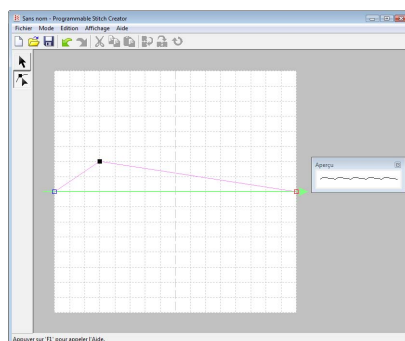 Sans nom - Programmable Stitch Creator
Fichier Mode Edition Affichage Aide
Aperçu
Appuyer sur 'F1' pour appeler l'Aide.